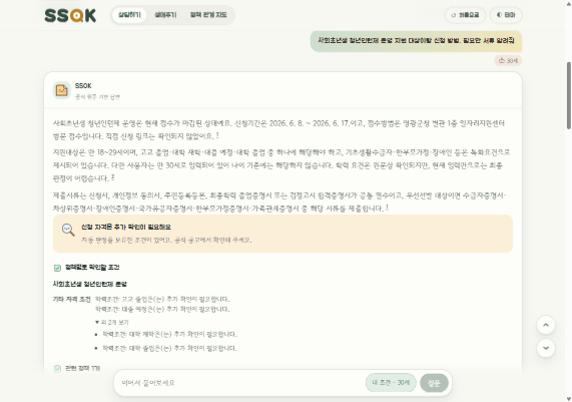 SSOK
상담하기
생애주기
정책 관계 지도
처음으로
테마
사회초년생 청년인턴제 운영 지원 대상이랑 신청 방법, 필요한 서류 알려줘
30세
SSOK
공식 원문 기반 답변
사회초년생 청년인턴제 운영은 현재 접수가 마감된 상태예요. 신청기간은 2026. 6. 8. ~ 2026. 6. 17.이고, 접수방법은 영광군청 별관 1층 일자리지원센터
방문 접수입니다. 직접 신청 링크는 확인되지 않았어요.
지원대상은 만 18~29세이며, 고교 졸업·대학 재학·대졸 예정·대학 졸업 중 하나에 해당해야 하고, 기초생활수급자·한부모가정·장애인 등은 특화요건으로
제시되어 있습니다. 다만 사용자는 만 30세로 입력되어 있어 나이 기준에는 해당하지 않습니다. 학력 요건은 원문상 확인되지만, 현재 입력만으로는 최종
판정이 어렵습니다.
제출서류는 신청서, 개인정보 동의서, 주민등록등본, 최종학력 졸업증명서 또는 검정고시 합격증명서가 공통 필수이고, 우선선발 대상이면 수급자증명서·
차상위증명서·장애인증명서·국가유공자증명서·한부모가정증명서·가족관계증명서 중 해당 서류를 제출합니다.
신청 자격은 추가 확인이 필요해요
자동 판정을 보류한 조건이 있어요. 공식 공고에서 확인해 주세요.
정책별로 확인할 조건
사회초년생 청년인턴제 운영
기타 자격 조건
학력조건: 고교 졸업은(는) 추가 확인이 필요합니다.
학력조건: 대졸 예정은(는) 추가 확인이 필요합니다.
▾ 외 2개 보기
• 학력조건: 대학 재학은(는) 추가 확인이 필요합니다.
• 학력조건: 대학 졸업은(는) 추가 확인이 필요합니다.
관련 정책 1개
이어서 물어보세요
내 조건 · 30세
질문